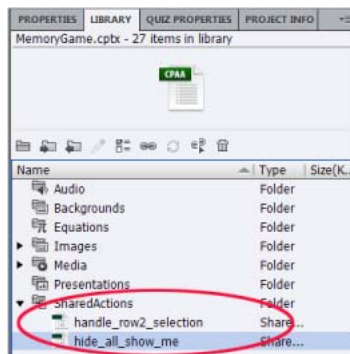 PROPERTIES LIBRARY QUIZ PROPERTIES PROJECT INFO
MemoryGame.cptx - 27 items in library
CPAA
Name Type Size(K...
Audio Folder
Backgrounds Folder
Equations Folder
Images Folder
Media Folder
Presentations Folder
SharedActions Folder
handle_row2_selection Share...
hide_all_show_me Share...